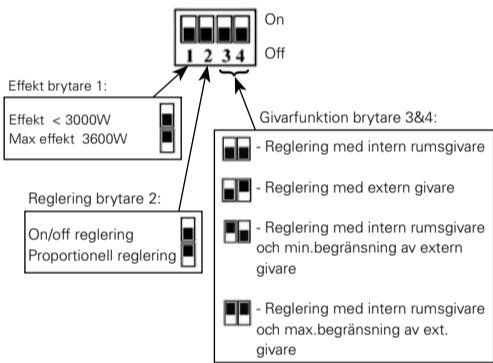 On
1 2 3 4
Off
Effekt brytare 1:
Effekt < 3000W
Max effekt 3600W
Reglering brytare 2:
On/off reglering
Proportionell reglering
Givarfunktion brytare 3&4:
- Reglering med intern rumsgivare
- Reglering med extern givare
- Reglering med intern rumsgivare
och min.begränsning av extern
givare
- Reglering med intern rumsgivare
och max.begränsning av ext.
givare